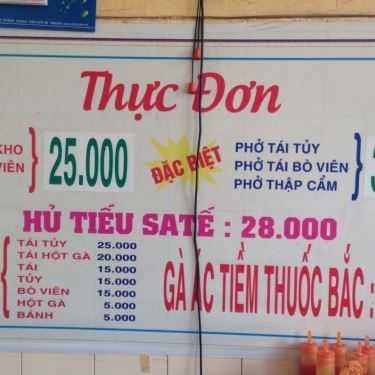 Thực Đơn
KHO
VIÊN
25.000
ĐẶC BIỆT
PHỞ TÁI TỦY
PHỞ TÁI BÒ VIÊN
PHỞ THẬP CẨM
HỦ TIẾU SATẾ : 28.000
TÁI TỦY 25.000
TÁI HỘT GÀ 20.000
TÁI 15.000
TỦY 15.000
BÒ VIÊN 15.000
HỘT GÀ 5.000
BÁNH 5.000
GÀ ÁC TIỀM THUỐC BẮC :